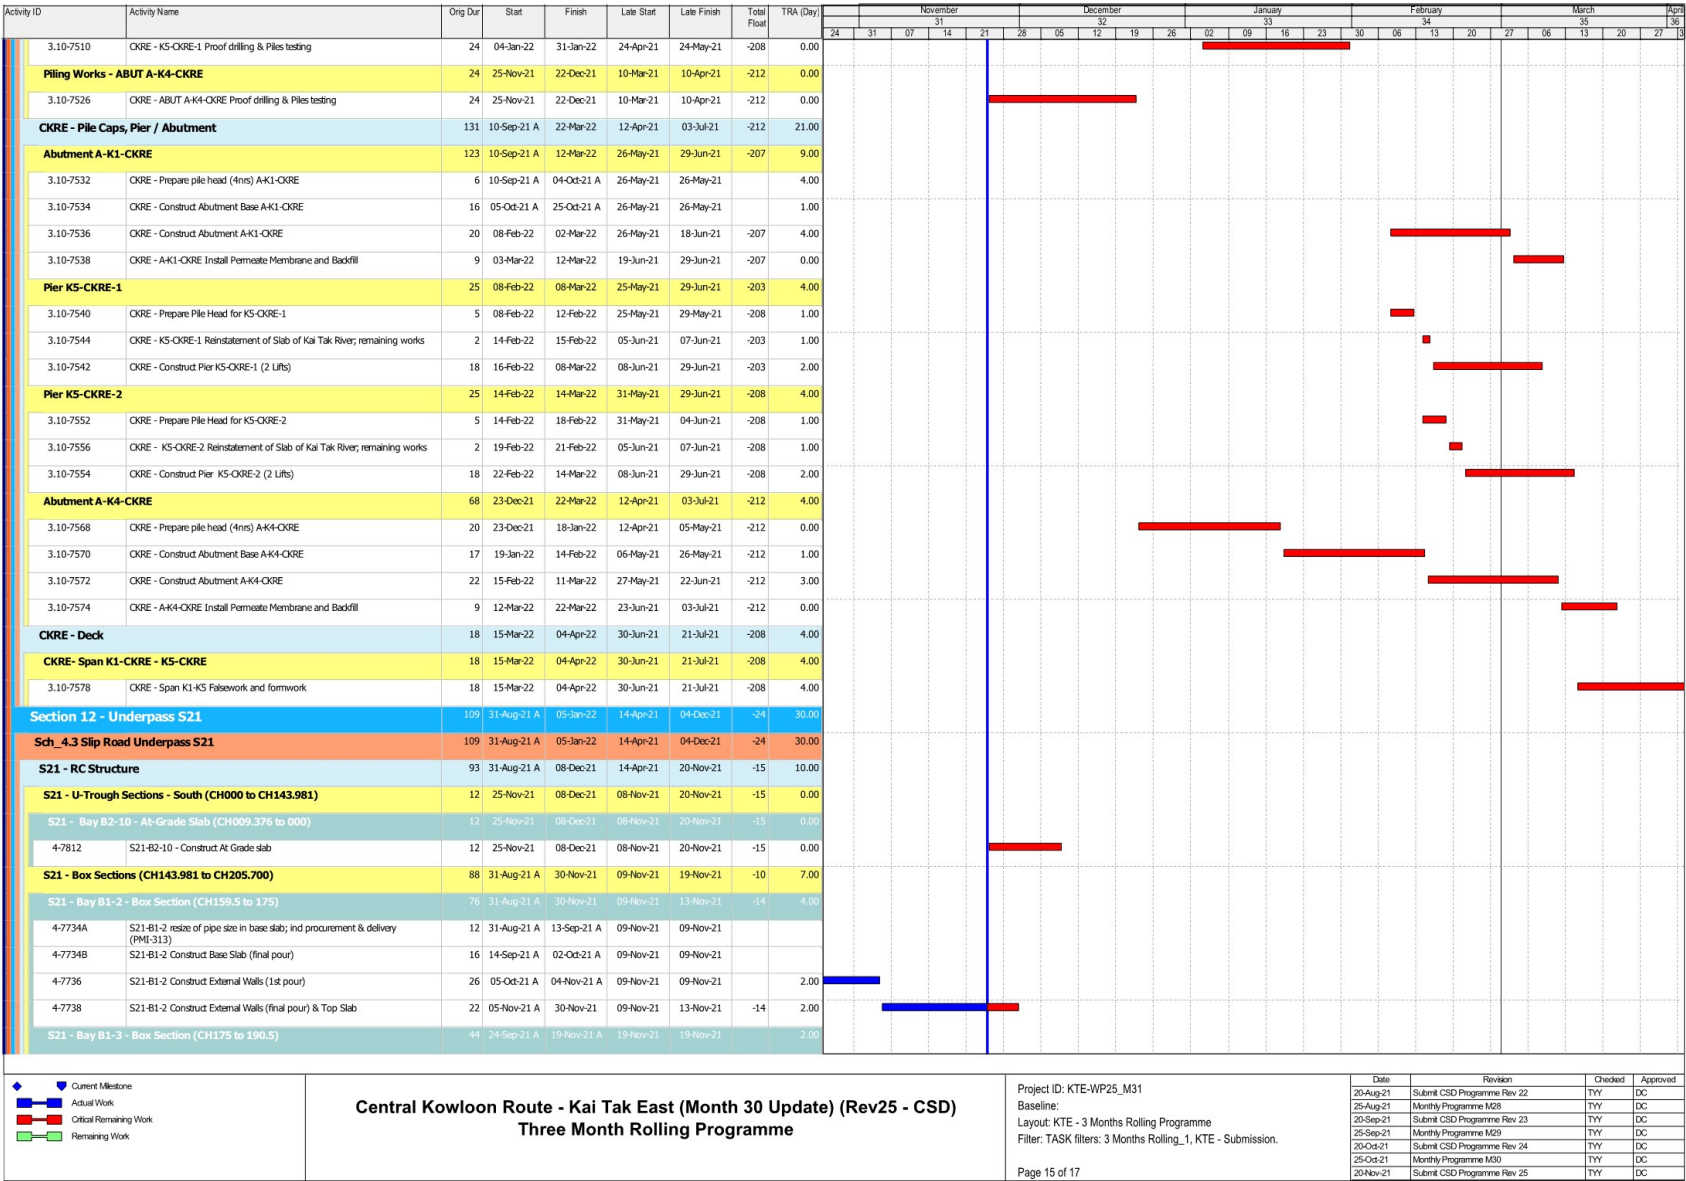 Activity ID Activity Name Orig Dur Start Finish Late Start Late Finish Total Float TRA (Day) November December January February March April
31 32 33 34 35 36
24 31 07 14 21 28 05 12 19 26 02 09 16 23 30 06 13 20 27 06 13 20 27 3
3.10-7510 CKRE - K5-CKRE-1 Proof drilling & Piles testing 24 04-Jan-22 31-Jan-22 24-Apr-21 24-May-21 -208 0.00
Piling Works - ABUT A-K4-CKRE 24 25-Nov-21 22-Dec-21 10-Mar-21 10-Apr-21 -212 0.00
3.10-7526 CKRE - ABUT A-K4-CKRE Proof drilling & Piles testing 24 25-Nov-21 22-Dec-21 10-Mar-21 10-Apr-21 -212 0.00
CKRE - Pile Caps, Pier / Abutment 131 10-Sep-21 A 22-Mar-22 12-Apr-21 03-Jul-21 -212 21.00
Abutment A-K1-CKRE 123 10-Sep-21 A 12-Mar-22 26-May-21 29-Jun-21 -207 9.00
3.10-7532 CKRE - Prepare pile head (4nrs) A-K1-CKRE 6 10-Sep-21 A 04-Oct-21 A 26-May-21 26-May-21 4.00
3.10-7534 CKRE - Construct Abutment Base A-K1-CKRE 16 05-Oct-21 A 25-Oct-21 A 26-May-21 26-May-21 1.00
3.10-7536 CKRE - Construct Abutment A-K1-CKRE 20 08-Feb-22 02-Mar-22 26-May-21 18-Jun-21 -207 4.00
3.10-7538 CKRE - A-K1-CKRE Install Permeate Membrane and Backfill 9 03-Mar-22 12-Mar-22 19-Jun-21 29-Jun-21 -207 0.00
Pier K5-CKRE-1 25 08-Feb-22 08-Mar-22 25-May-21 29-Jun-21 -203 4.00
3.10-7540 CKRE - Prepare Pile Head for K5-CKRE-1 5 08-Feb-22 12-Feb-22 25-May-21 29-May-21 -208 1.00
3.10-7544 CKRE - K5-CKRE-1 Reinstatement of Slab of Kai Tak River; remaining works 2 14-Feb-22 15-Feb-22 05-Jun-21 07-Jun-21 -203 1.00
3.10-7542 CKRE - Construct Pier K5-CKRE-1 (2 Lifts) 18 16-Feb-22 08-Mar-22 08-Jun-21 29-Jun-21 -203 2.00
Pier K5-CKRE-2 25 14-Feb-22 14-Mar-22 31-May-21 29-Jun-21 -208 4.00
3.10-7552 CKRE - Prepare Pile Head for K5-CKRE-2 5 14-Feb-22 18-Feb-22 31-May-21 04-Jun-21 -208 1.00
3.10-7556 CKRE - K5-CKRE-2 Reinstatement of Slab of Kai Tak River; remaining works 2 19-Feb-22 21-Feb-22 05-Jun-21 07-Jun-21 -208 1.00
3.10-7554 CKRE - Construct Pier K5-CKRE-2 (2 Lifts) 18 22-Feb-22 14-Mar-22 08-Jun-21 29-Jun-21 -208 2.00
Abutment A-K4-CKRE 68 23-Dec-21 22-Mar-22 12-Apr-21 03-Jul-21 -212 4.00
3.10-7568 CKRE - Prepare pile head (4nrs) A-K4-CKRE 20 23-Dec-21 18-Jan-22 12-Apr-21 05-May-21 -212 0.00
3.10-7570 CKRE - Construct Abutment Base A-K4-CKRE 17 19-Jan-22 14-Feb-22 06-May-21 26-May-21 -212 1.00
3.10-7572 CKRE - Construct Abutment A-K4-CKRE 22 15-Feb-22 11-Mar-22 27-May-21 22-Jun-21 -212 3.00
3.10-7574 CKRE - A-K4-CKRE Install Permeate Membrane and Backfill 9 12-Mar-22 22-Mar-22 23-Jun-21 03-Jul-21 -212 0.00
CKRE - Deck 18 15-Mar-22 04-Apr-22 30-Jun-21 21-Jul-21 -208 4.00
CKRE- Span K1-CKRE - K5-CKRE 18 15-Mar-22 04-Apr-22 30-Jun-21 21-Jul-21 -208 4.00
3.10-7578 CKRE - Span K1-K5 Falsework and formwork 18 15-Mar-22 04-Apr-22 30-Jun-21 21-Jul-21 -208 4.00
Section 12 - Underpass S21 109 31-Aug-21 A 05-Jan-22 14-Apr-21 04-Dec-21 -24 30.00
Sch_4.3 Slip Road Underpass S21 109 31-Aug-21 A 05-Jan-22 14-Apr-21 04-Dec-21 -24 30.00
S21 - RC Structure 93 31-Aug-21 A 08-Dec-21 14-Apr-21 20-Nov-21 -15 10.00
S21 - U-Trough Sections - South (CH000 to CH143.981) 12 25-Nov-21 08-Dec-21 08-Nov-21 20-Nov-21 -15 0.00
S21 - Bay B2-10 - At-Grade Slab (CH009.376 to 000) 12 25-Nov-21 08-Dec-21 08-Nov-21 20-Nov-21 -15 0.00
4-7812 S21-B2-10 - Construct At Grade slab 12 25-Nov-21 08-Dec-21 08-Nov-21 20-Nov-21 -15 0.00
S21 - Box Sections (CH143.981 to CH205.700) 88 31-Aug-21 A 30-Nov-21 09-Nov-21 19-Nov-21 -10 7.00
S21 - Bay B1-2 - Box Section (CH159.5 to 175) 76 31-Aug-21 A 30-Nov-21 09-Nov-21 13-Nov-21 -14 4.00
4-7734A S21-B1-2 resize of pipe size in base slab; ind procurement & delivery (PMI-313) 12 31-Aug-21 A 13-Sep-21 A 09-Nov-21 09-Nov-21
4-7734B S21-B1-2 Construct Base Slab (final pour) 16 14-Sep-21 A 02-Oct-21 A 09-Nov-21 09-Nov-21
4-7736 S21-B1-2 Construct External Walls (1st pour) 26 05-Oct-21 A 04-Nov-21 A 09-Nov-21 09-Nov-21 2.00
4-7738 S21-B1-2 Construct External Walls (final pour) & Top Slab 22 05-Nov-21 A 30-Nov-21 09-Nov-21 13-Nov-21 -14 2.00
S21 - Bay B1-3 - Box Section (CH175 to 190.5) 44 24-Sep-21 A 19-Nov-21 A 19-Nov-21 19-Nov-21 2.00
Current Milestone
Actual Work
Critical Remaining Work
Remaining Work
Central Kowloon Route - Kai Tak East (Month 30 Update) (Rev25 - CSD)
Three Month Rolling Programme
Project ID: KTE-WP25_M31
Baseline:
Layout: KTE - 3 Months Rolling Programme
Filter: TASK filters: 3 Months Rolling_1, KTE - Submission.
Page 15 of 17
Date Revision Checked Approved
20-Aug-21 Submit CSD Programme Rev 22 TYY DC
25-Aug-21 Monthly Programme M28 TYY DC
20-Sep-21 Submit CSD Programme Rev 23 TYY DC
25-Sep-21 Monthly Programme M29 TYY DC
20-Oct-21 Submit CSD Programme Rev 24 TYY DC
25-Oct-21 Monthly Programme M30 TYY DC
20-Nov-21 Submit CSD Programme Rev 25 TYY DC